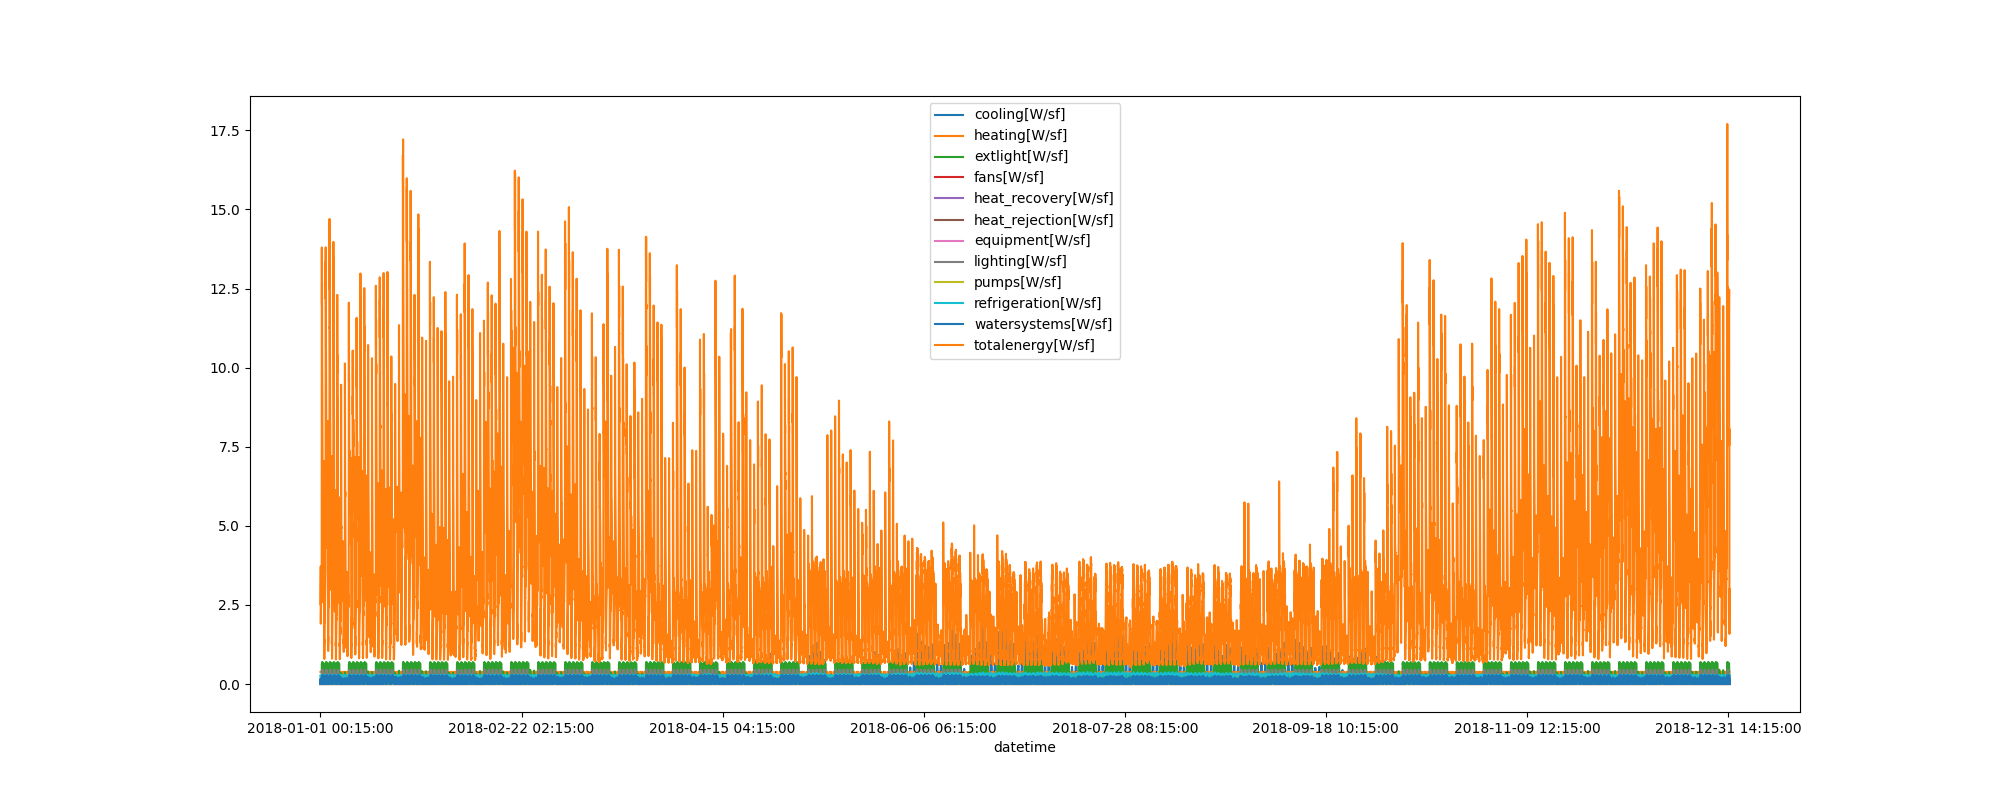 cooling[W/sf]
heating[W/sf]
extlight[W/sf]
fans[W/sf]
heat_recovery[W/sf]
heat_rejection[W/sf]
equipment[W/sf]
lighting[W/sf]
pumps[W/sf]
refrigeration[W/sf]
watersystems[W/sf]
totalenergy[W/sf]
17.5
15.0
12.5
10.0
7.5
5.0
2.5
0.0
2018-01-01 00:15:00 2018-02-22 02:15:00 2018-04-15 04:15:00 2018-06-06 06:15:00 2018-07-28 08:15:00 2018-09-18 10:15:00 2018-11-09 12:15:00 2018-12-31 14:15:00
datetime